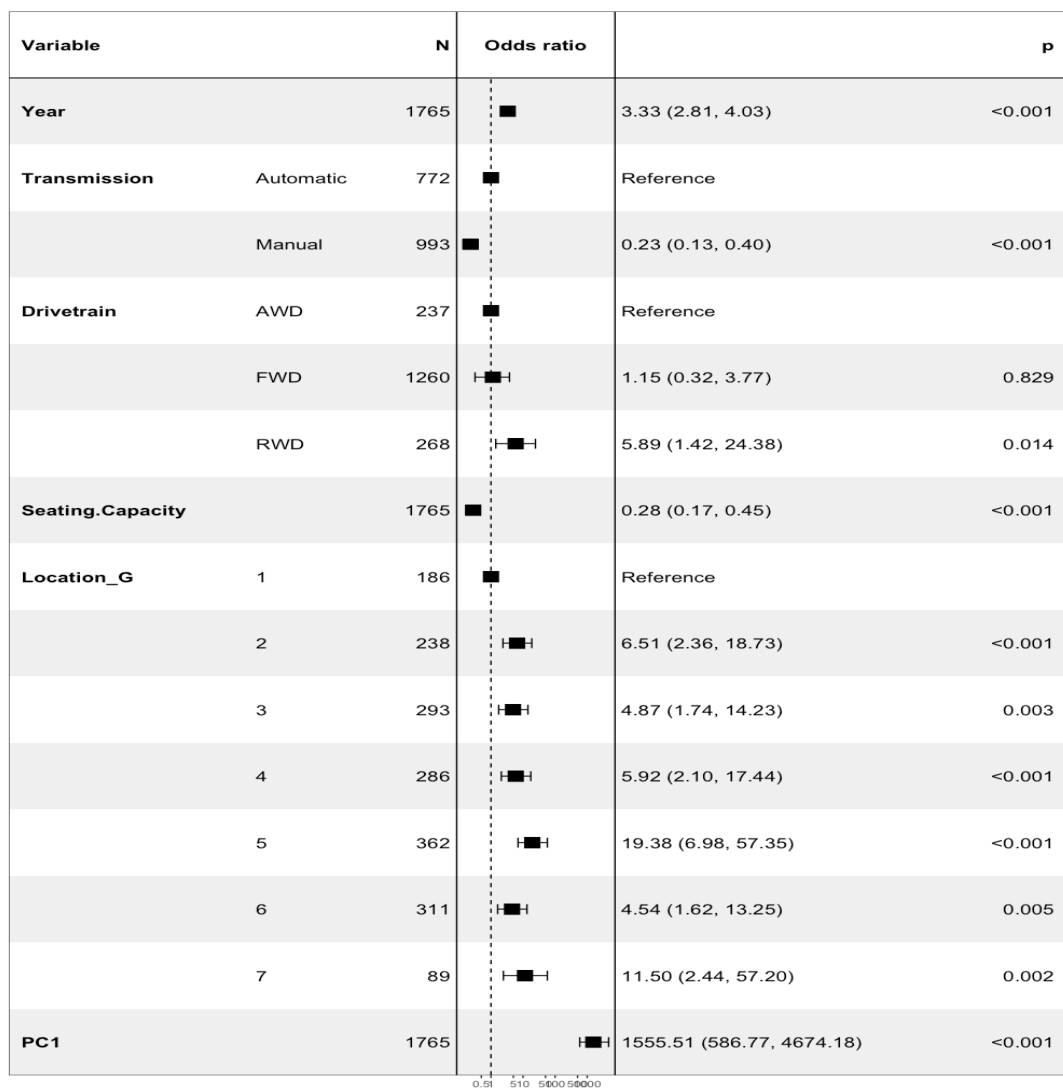 Variable N Odds ratio p
Year 1765 3.33 (2.81, 4.03) <0.001
Transmission Automatic 772 Reference
Manual 993 0.23 (0.13, 0.40) <0.001
Drivetrain AWD 237 Reference
FWD 1260 1.15 (0.32, 3.77) 0.829
RWD 268 5.89 (1.42, 24.38) 0.014
Seating.Capacity 1765 0.28 (0.17, 0.45) <0.001
Location_G 1 186 Reference
2 238 6.51 (2.36, 18.73) <0.001
3 293 4.87 (1.74, 14.23) 0.003
4 286 5.92 (2.10, 17.44) <0.001
5 362 19.38 (6.98, 57.35) <0.001
6 311 4.54 (1.62, 13.25) 0.005
7 89 11.50 (2.44, 57.20) 0.002
PC1 1765 1555.51 (586.77, 4674.18) <0.001
0.5 1 5 10